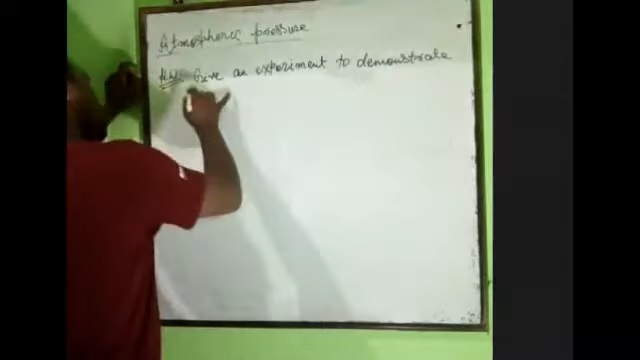 Atmospheric pressure
Give an experiment to demonstrate